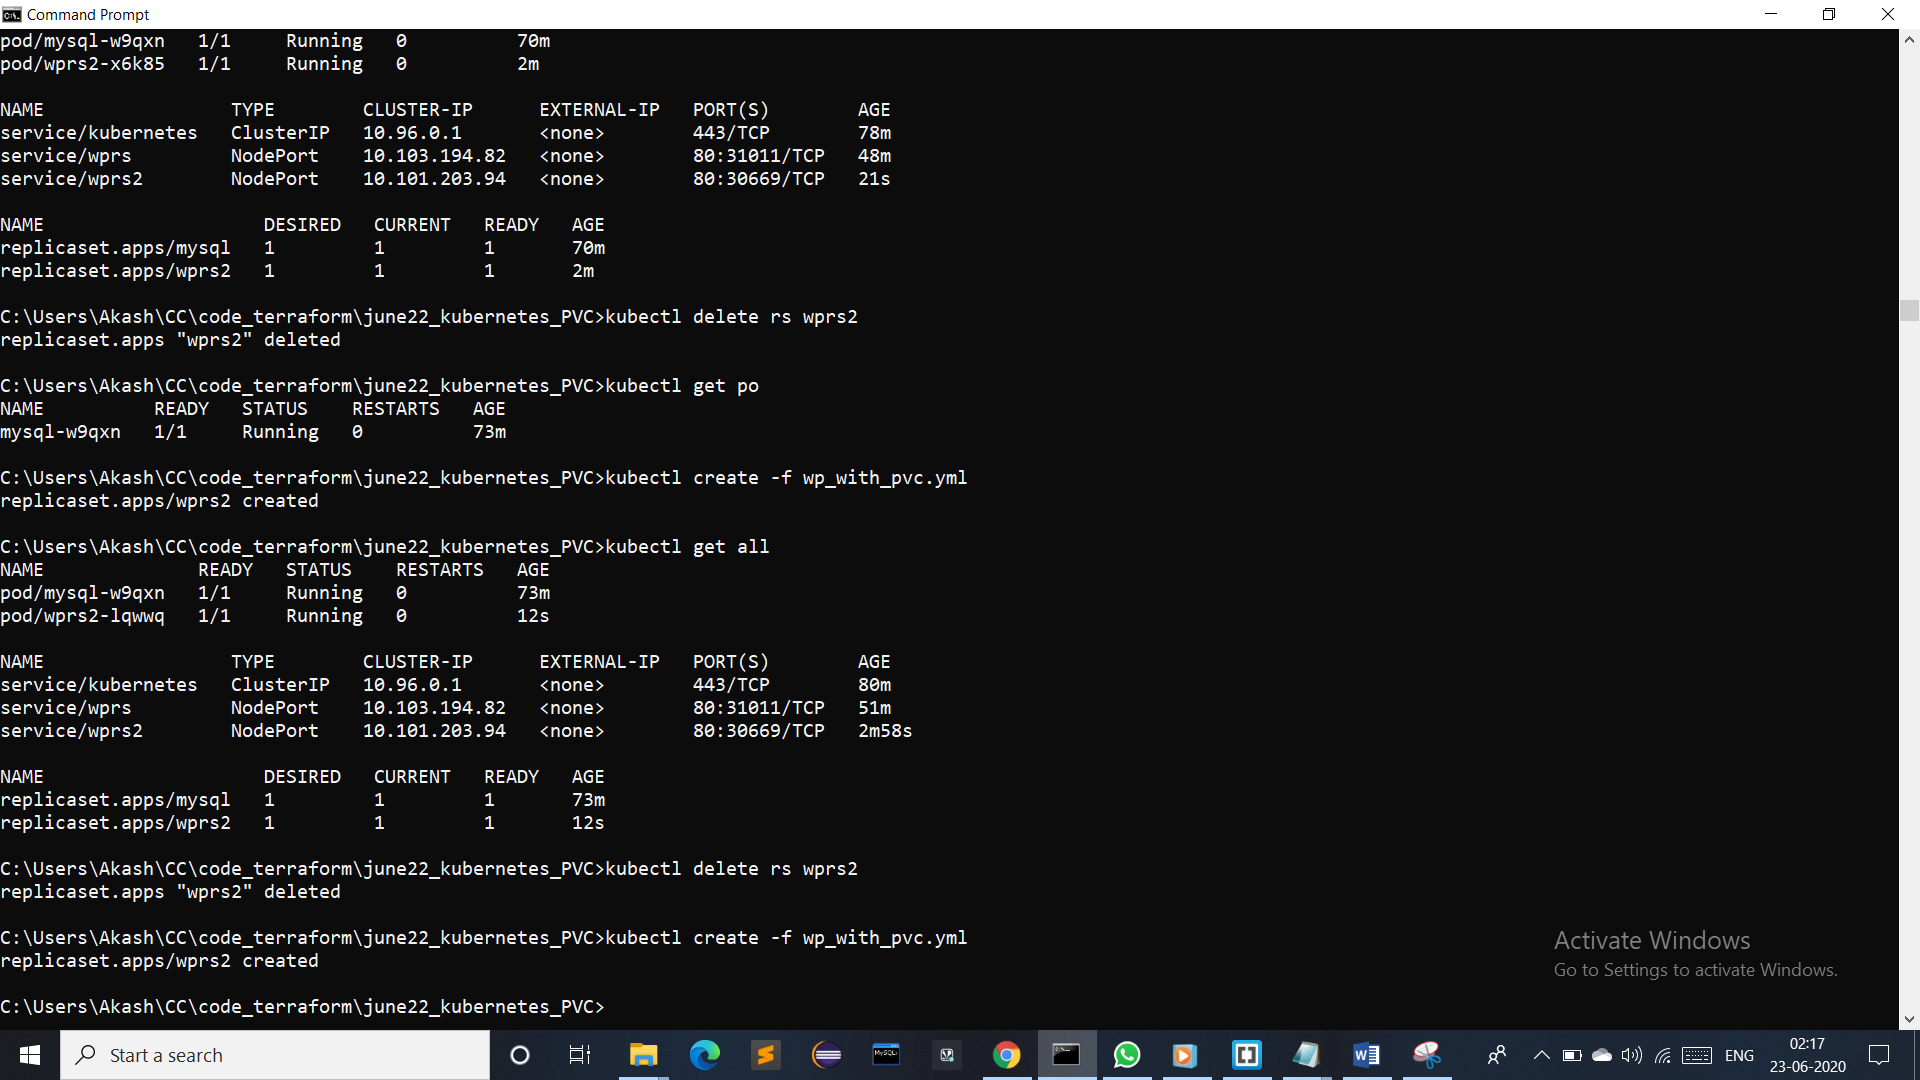 Command Prompt
pod/mysql-w9qxn   1/1     Running   0          70m
pod/wprs2-x6k85   1/1     Running   0          2m
NAME                 TYPE        CLUSTER-IP      EXTERNAL-IP   PORT(S)        AGE
service/kubernetes   ClusterIP   10.96.0.1       <none>        443/TCP        78m
service/wprs         NodePort    10.103.194.82   <none>        80:31011/TCP   48m
service/wprs2        NodePort    10.101.203.94   <none>        80:30669/TCP   21s
NAME                    DESIRED   CURRENT   READY   AGE
replicaset.apps/mysql   1         1         1       70m
replicaset.apps/wprs2   1         1         1       2m
C:\Users\Akash\CC\code_terraform\june22_kubernetes_PVC>kubectl delete rs wprs2
replicaset.apps "wprs2" deleted
C:\Users\Akash\CC\code_terraform\june22_kubernetes_PVC>kubectl get po
NAME          READY   STATUS    RESTARTS   AGE
mysql-w9qxn   1/1     Running   0          73m
C:\Users\Akash\CC\code_terraform\june22_kubernetes_PVC>kubectl create -f wp_with_pvc.yml
replicaset.apps/wprs2 created
C:\Users\Akash\CC\code_terraform\june22_kubernetes_PVC>kubectl get all
NAME              READY   STATUS    RESTARTS   AGE
pod/mysql-w9qxn   1/1     Running   0          73m
pod/wprs2-lqwwq   1/1     Running   0          12s
NAME                 TYPE        CLUSTER-IP      EXTERNAL-IP   PORT(S)        AGE
service/kubernetes   ClusterIP   10.96.0.1       <none>        443/TCP        80m
service/wprs         NodePort    10.103.194.82   <none>        80:31011/TCP   51m
service/wprs2        NodePort    10.101.203.94   <none>        80:30669/TCP   2m58s
NAME                    DESIRED   CURRENT   READY   AGE
replicaset.apps/mysql   1         1         1       73m
replicaset.apps/wprs2   1         1         1       12s
C:\Users\Akash\CC\code_terraform\june22_kubernetes_PVC>kubectl delete rs wprs2
replicaset.apps "wprs2" deleted
C:\Users\Akash\CC\code_terraform\june22_kubernetes_PVC>kubectl create -f wp_with_pvc.yml
replicaset.apps/wprs2 created
C:\Users\Akash\CC\code_terraform\june22_kubernetes_PVC>
Activate Windows
Go to Settings to activate Windows.
Start a search
MySQL
ENG
02:17
23-06-2020